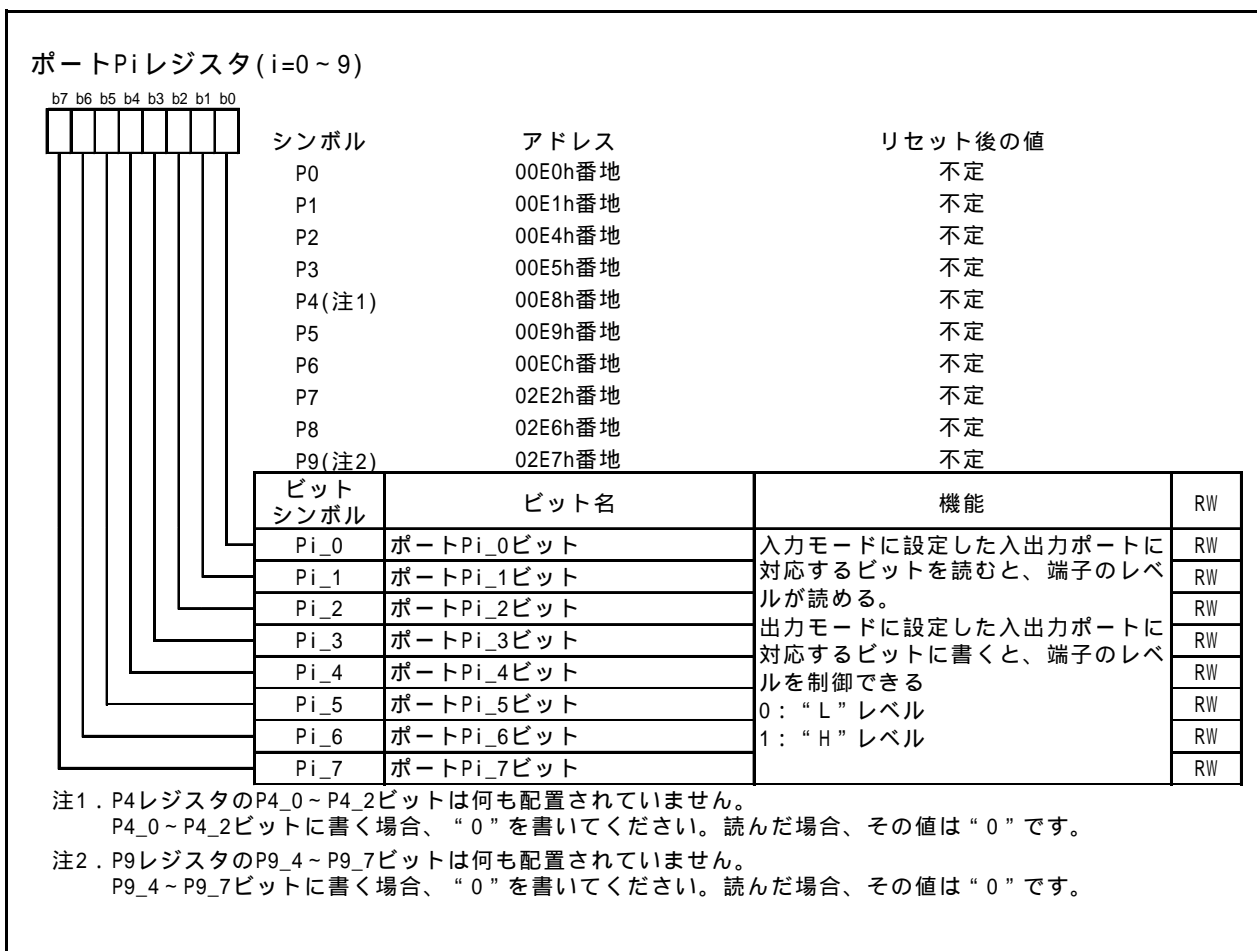 ポートPiレジスタ(i=0~9)
b7 b6 b5 b4 b3 b2 b1 b0
シンボル アドレス リセット後の値
P0 00E0h番地 不定
P1 00E1h番地 不定
P2 00E4h番地 不定
P3 00E5h番地 不定
P4(注1) 00E8h番地 不定
P5 00E9h番地 不定
P6 00ECh番地 不定
P7 02E2h番地 不定
P8 02E6h番地 不定
P9(注2) 02E7h番地 不定
ビット
シンボル ビット名 機能 RW
Pi_0 ポートPi_0ビット 入力モードに設定した入出力ポートに RW
Pi_1 ポートPi_1ビット 対応するビットを読むと、端子のレベ RW
Pi_2 ポートPi_2ビット ルが読める。 RW
Pi_3 ポートPi_3ビット 出力モードに設定した入出力ポートに RW
対応するビットに書くと、端子のレベ
Pi_4 ポートPi_4ビット ルを制御できる RW
Pi_5 ポートPi_5ビット 0:“L”レベル RW
Pi_6 ポートPi_6ビット 1:“H”レベル RW
Pi_7 ポートPi_7ビット RW
注1.P4レジスタのP4_0~P4_2ビットは何も配置されていません。
P4_0~P4_2ビットに書く場合、“0”を書いてください。読んだ場合、その値は“0”です。
注2.P9レジスタのP9_4~P9_7ビットは何も配置されていません。
P9_4~P9_7ビットに書く場合、“0”を書いてください。読んだ場合、その値は“0”です。